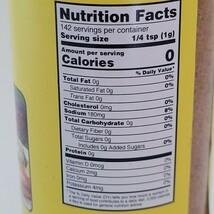 Nutrition Facts
142 servings per container
Serving size 1/4 tsp (1g)
Amount per serving
Calories 0
% Daily Value*
Total Fat 0g 0%
Saturated Fat 0g 0%
Trans Fat 0g
Cholesterol 0mg 0%
Sodium 180mg 8%
Total Carbohydrate 0g 0%
Dietary Fiber 0g 0%
Total Sugars 0g
Includes 0g Added Sugars 0%
Protein 0g
Vitamin D 0mcg 0%
Calcium 2mg 0%
Iron 0mg 0%
Potassium 4mg 0%